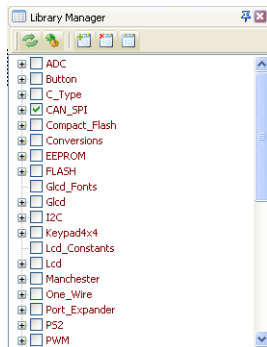 Library Manager
ADC
Button
C_Type
CAN_SPI
Compact_Flash
Conversions
EEPROM
FLASH
Glcd_Fonts
Glcd
I2C
Keypad4x4
Lcd_Constants
Lcd
Manchester
One_Wire
Port_Expander
PS2
PWM